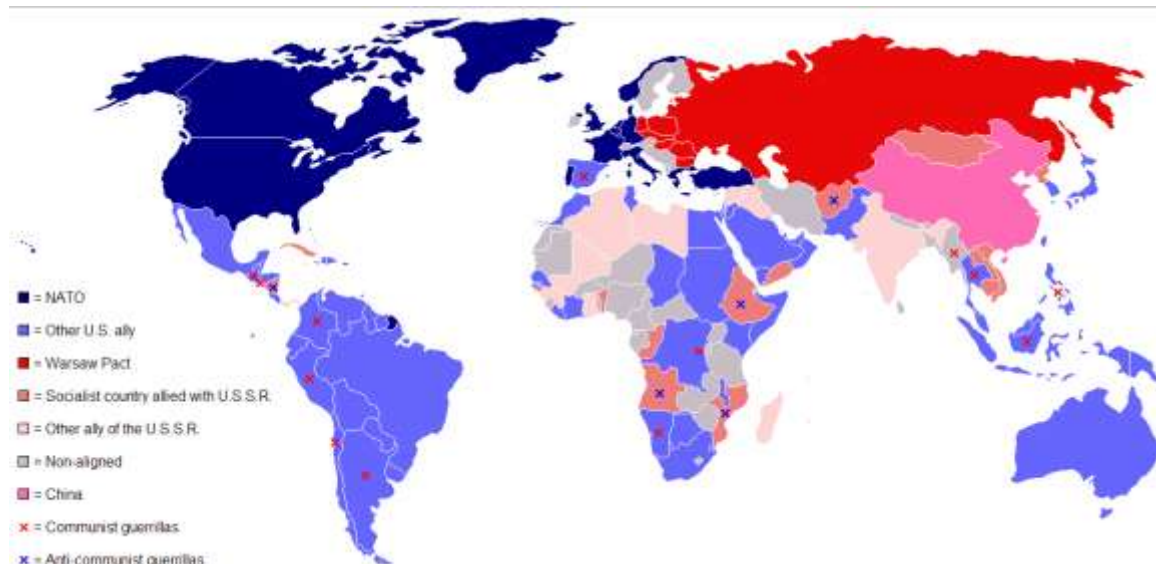 = NATO
= Other U.S. ally
= Warsaw Pact
= Socialist country allied with U.S.S.R.
= Other ally of the U.S.S.R.
= Non-aligned
= China
= Communist guerrillas
= Anti-communist guerrillas